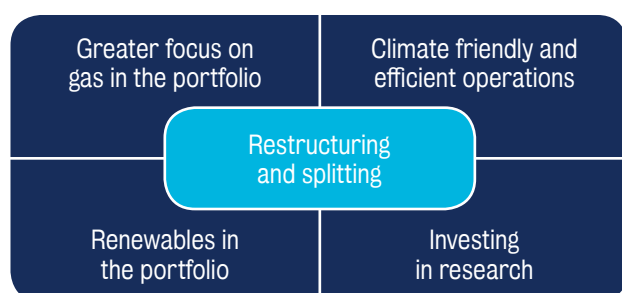 Greater focus on
gas in the portfolio
Climate friendly and
efficient operations
Restructuring
and splitting
Renewables in
the portfolio
Investing
in research